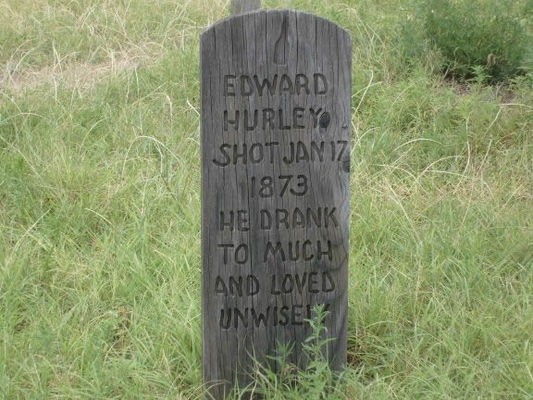 EDWARD
HURLEY
SHOT JAN 17
1873
HE DRANK
TO MUCH
AND LOVED
UNWISELY